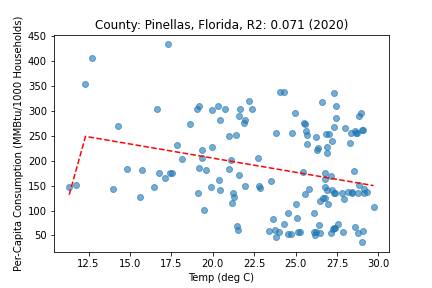 County: Pinellas, Florida, R2: 0.071 (2020)
Per-Capita Consumption (MMBtu/1000 Households)
450
400
350
300
250
200
150
100
50
12.5 15.0 17.5 20.0 22.5 25.0 27.5 30.0
Temp (deg C)